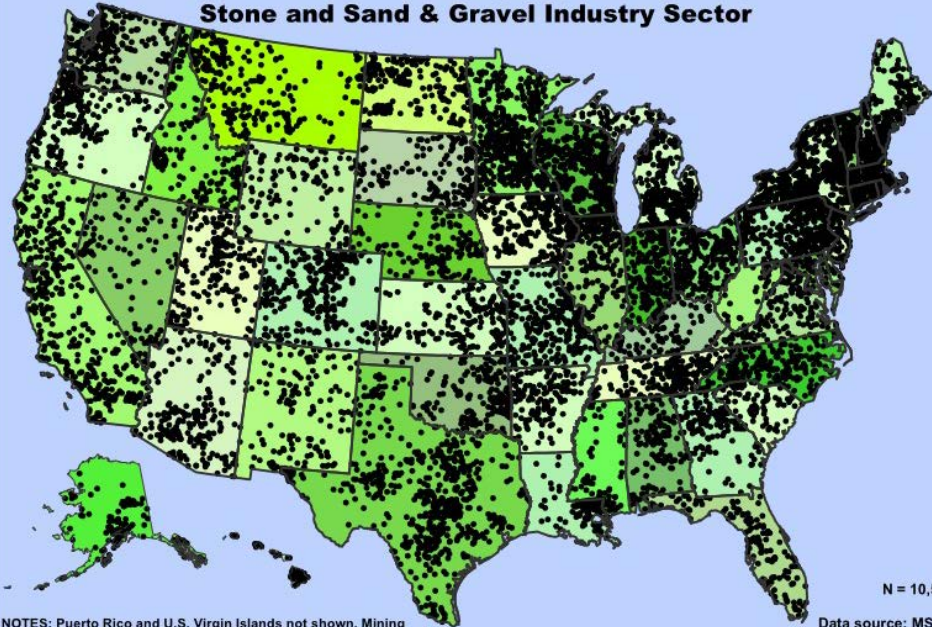 Stone and Sand & Gravel Industry Sector
N = 10,
NOTES: Puerto Rico and U.S. Virgin Islands not shown. Mining
Data source: MS